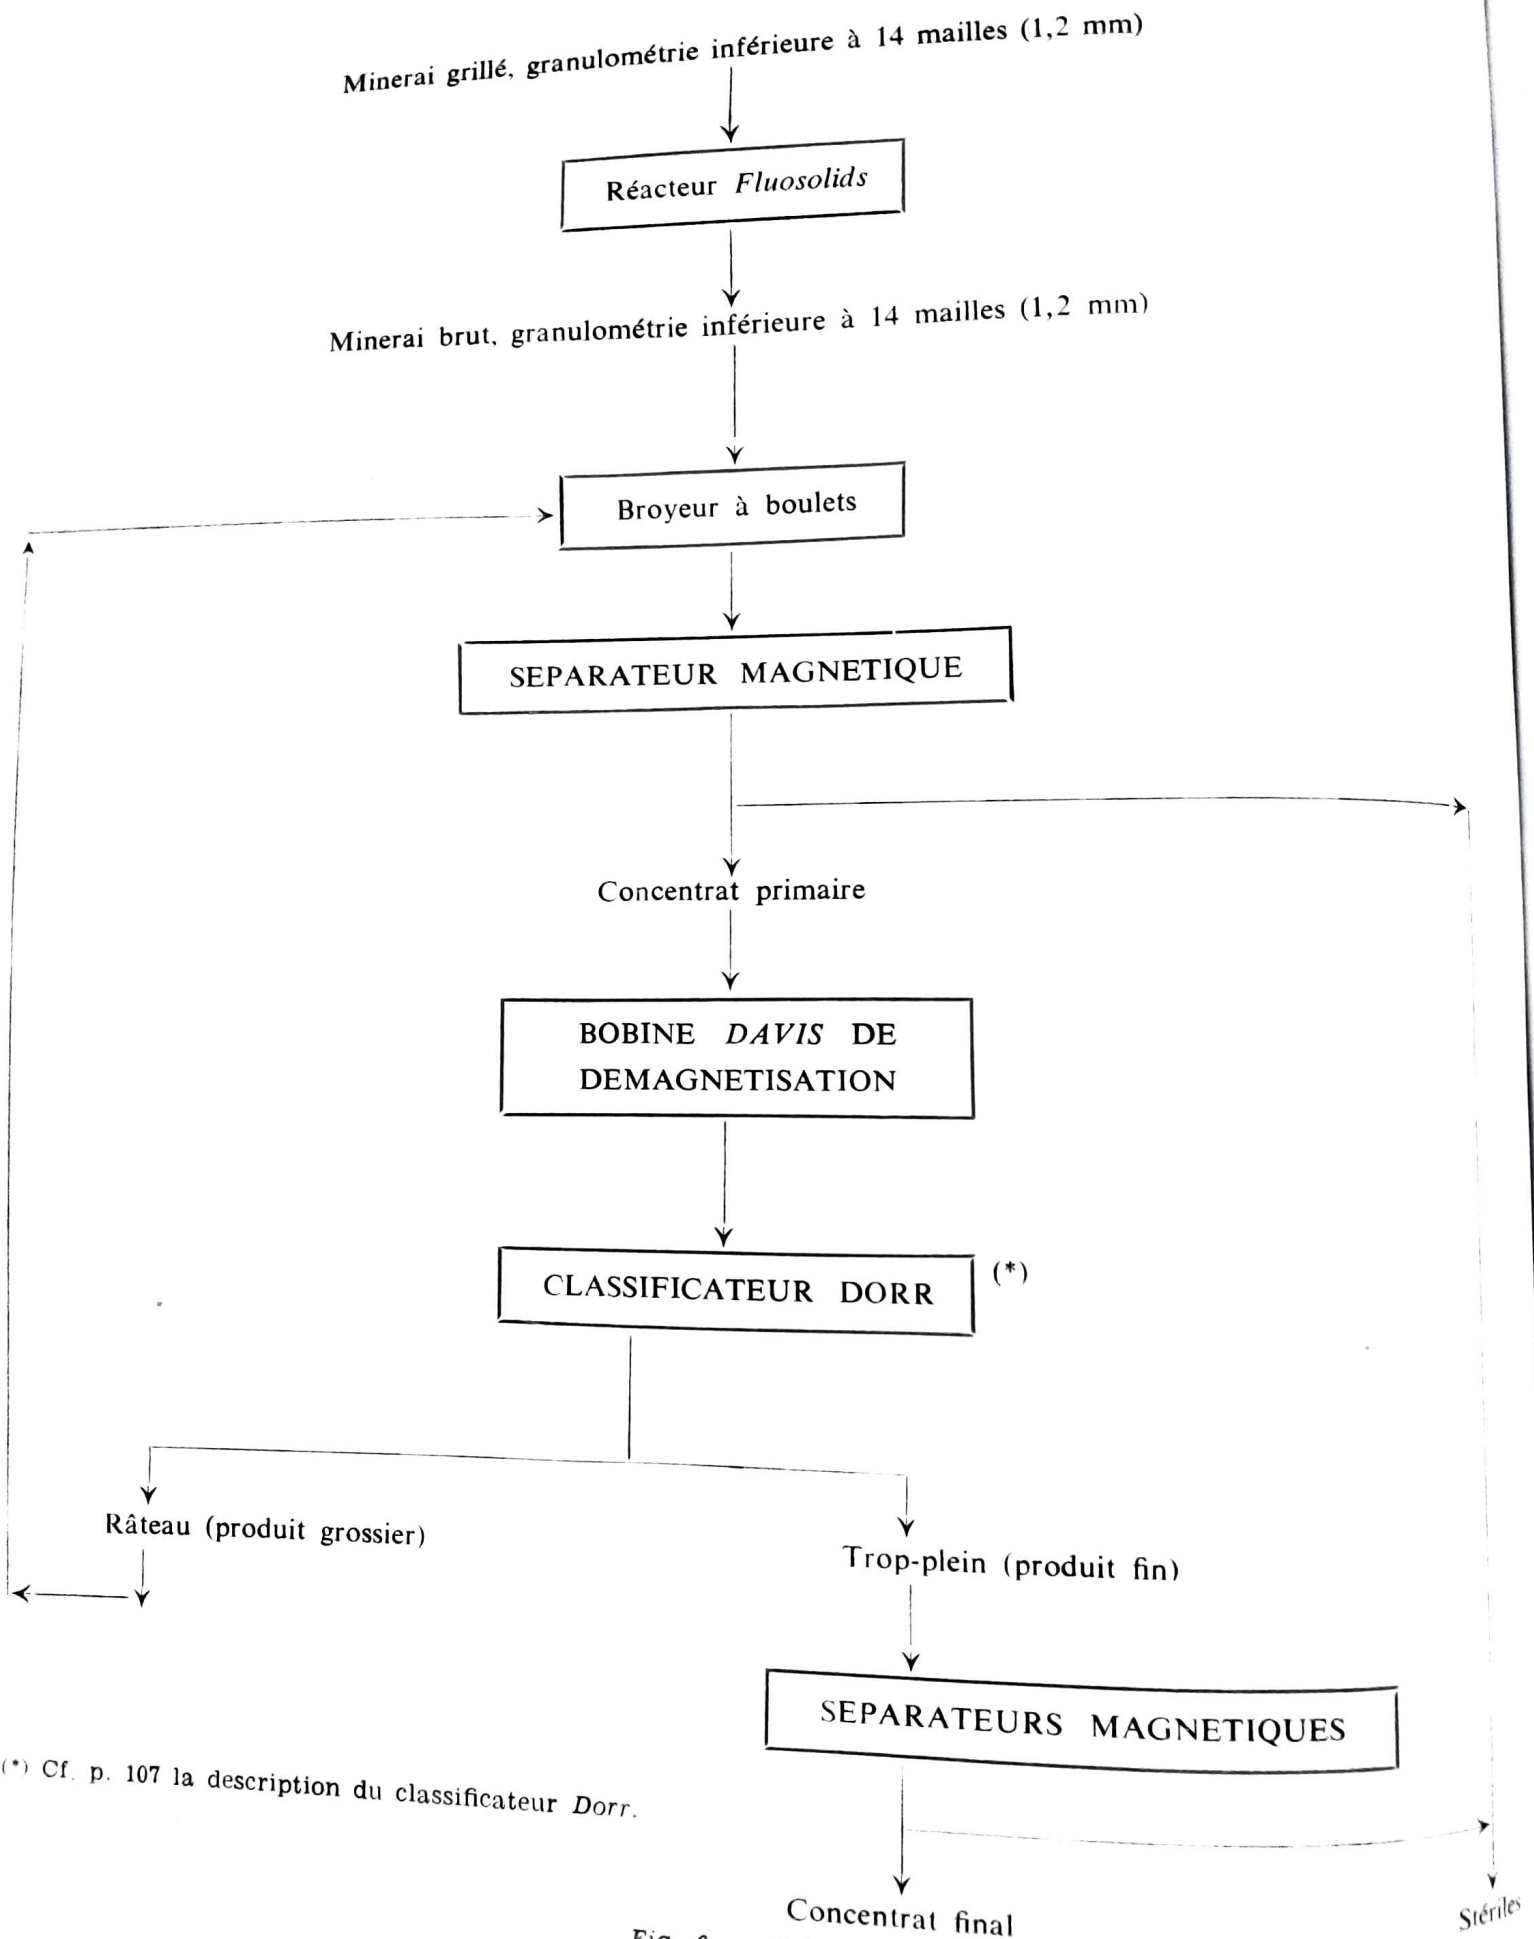 Minerai grillé, granulométrie inférieure à 14 mailles (1,2 mm)
Réacteur Fluosolids
Minerai brut, granulométrie inférieure à 14 mailles (1,2 mm)
Broyeur à boulets
SEPARATEUR MAGNETIQUE
Concentrat primaire
BOBINE DAVIS DE
DEMAGNETISATION
CLASSIFICATEUR DORR (*)
Râteau (produit grossier)
Trop-plein (produit fin)
SEPARATEURS MAGNETIQUES
(*) Cf. p. 107 la description du classificateur Dorr.
Concentrat final
Stériles
Fig.